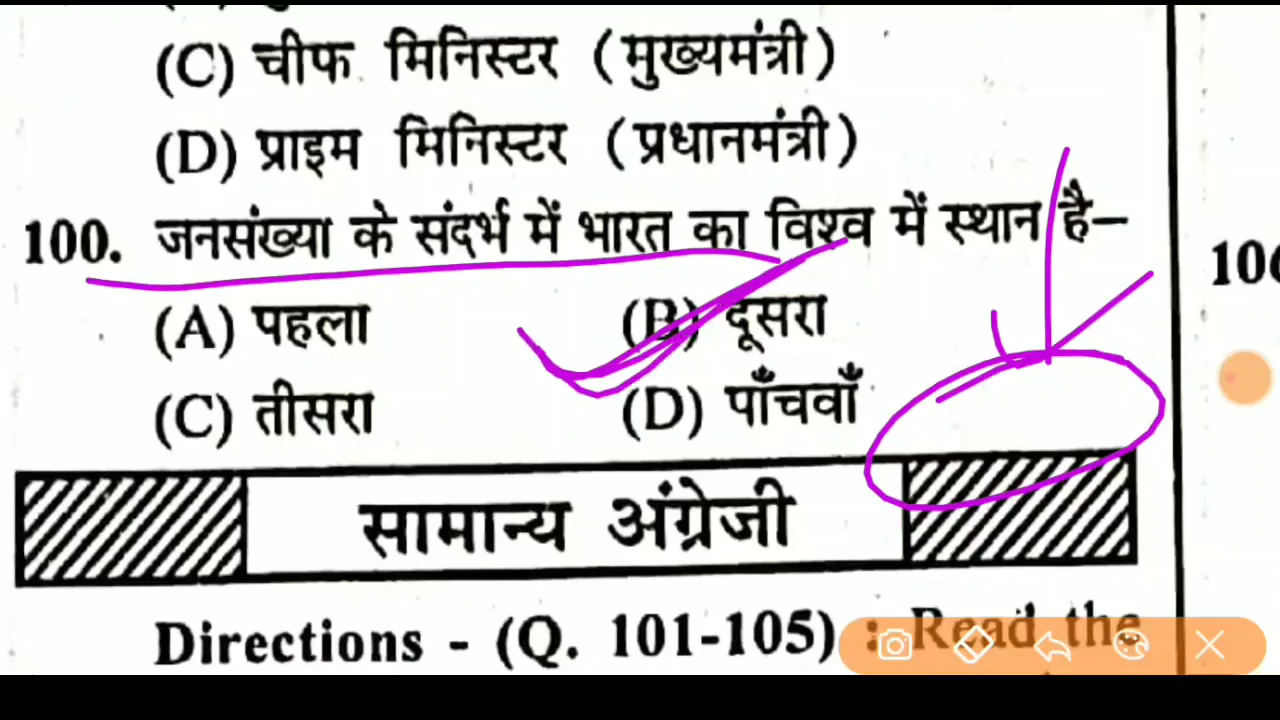 (C) चीफ मिनिस्टर (मुख्यमंत्री)
(D) प्राइम मिनिस्टर (प्रधानमंत्री)
100. जनसंख्या के संदर्भ में भारत का विश्व में स्थान है–
(A) पहला (B) दूसरा
(C) तीसरा (D) पाँचवाँ
सामान्य अंग्रेजी
Directions - (Q. 101-105) : Read the